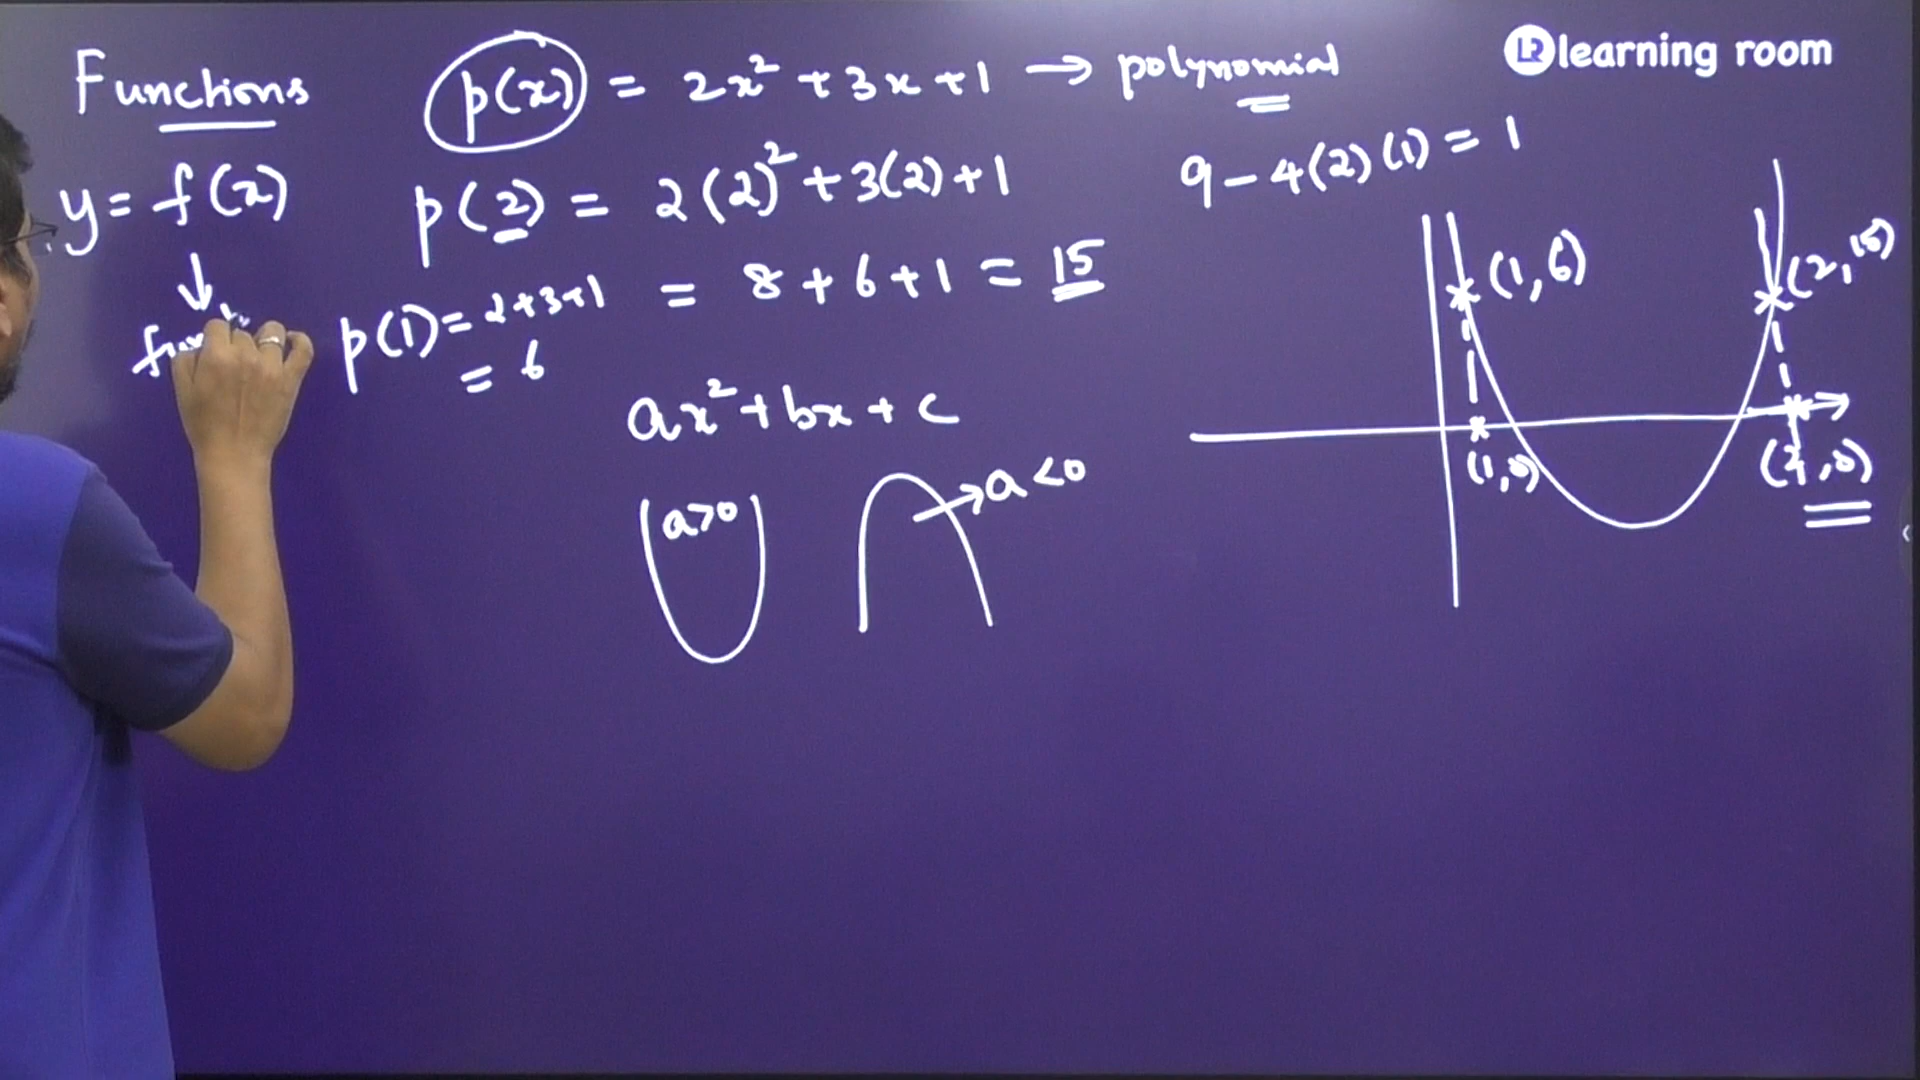 Functions
p(x) = 2x² + 3x + 1 → polynomial
learning room
y = f(x)
p(2) = 2(2)² + 3(2) + 1
9 - 4(2)(1) = 1
= 8 + 6 + 1 = 15
p(1) = 2+3+1
= 6
(1, 6)
(2, 15)
ax² + bx + c
(1, 0)
a>0
→ a<0